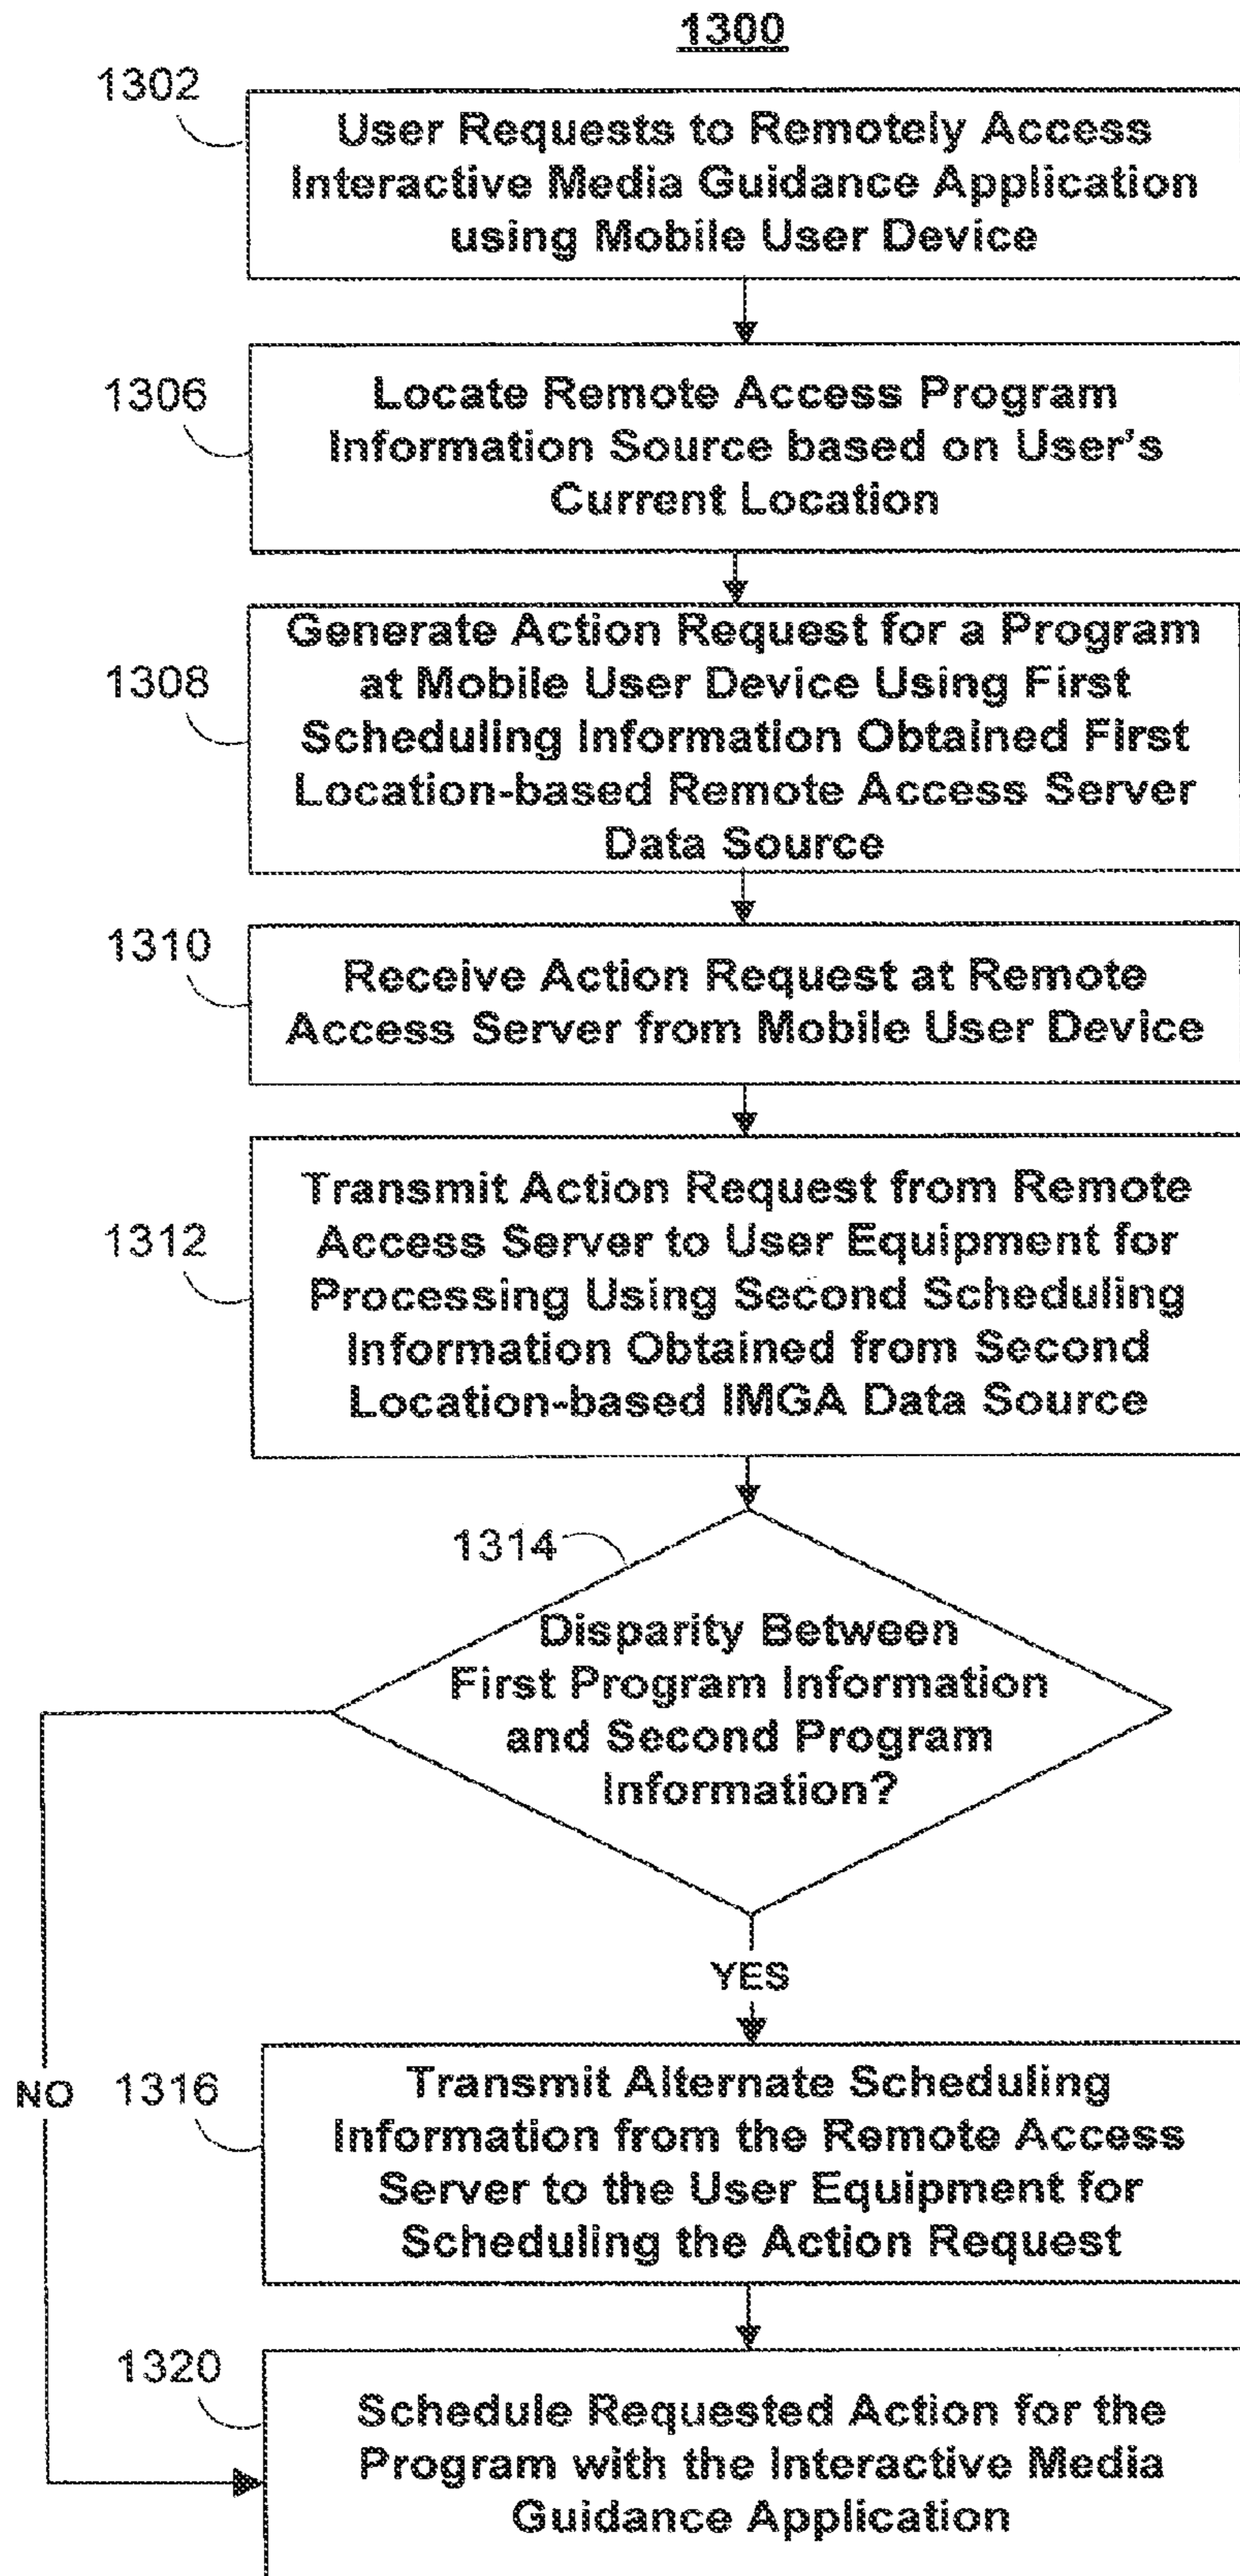 1300
1302
User Requests to Remotely Access
Interactive Media Guidance Application
using Mobile User Device
1306
Locate Remote Access Program
Information Source based on User's
Current Location
1308
Generate Action Request for a Program
at Mobile User Device Using First
Scheduling Information Obtained First
Location-based Remote Access Server
Data Source
1310
Receive Action Request at Remote
Access Server from Mobile User Device
1312
Transmit Action Request from Remote
Access Server to User Equipment for
Processing Using Second Scheduling
Information Obtained from Second
Location-based IMGA Data Source
1314
Disparity Between
First Program Information
and Second Program
Information?
YES
NO
1316
Transmit Alternate Scheduling
Information from the Remote Access
Server to the User Equipment for
Scheduling the Action Request
1320
Schedule Requested Action for the
Program with the Interactive Media
Guidance Application